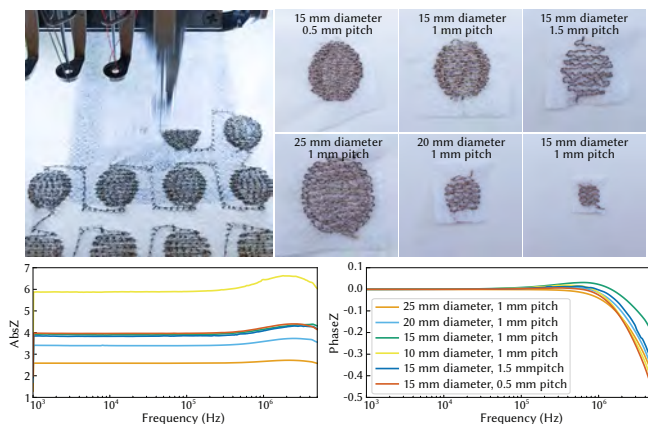 15 mm diameter
0.5 mm pitch
15 mm diameter
1 mm pitch
15 mm diameter
1.5 mm pitch
25 mm diameter
1 mm pitch
20 mm diameter
1 mm pitch
15 mm diameter
1 mm pitch
7
6
5
4
3
2
1
AbsZ
10³
10⁴
10⁵
10⁶
Frequency (Hz)
0.1
0.0
-0.1
-0.2
-0.3
-0.4
-0.5
PhaseZ
25 mm diameter, 1 mm pitch
20 mm diameter, 1 mm pitch
15 mm diameter, 1 mm pitch
10 mm diameter, 1 mm pitch
15 mm diameter, 1.5 mmpitch
15 mm diameter, 0.5 mm pitch
10³
10⁴
10⁵
10⁶
Frequency (Hz)